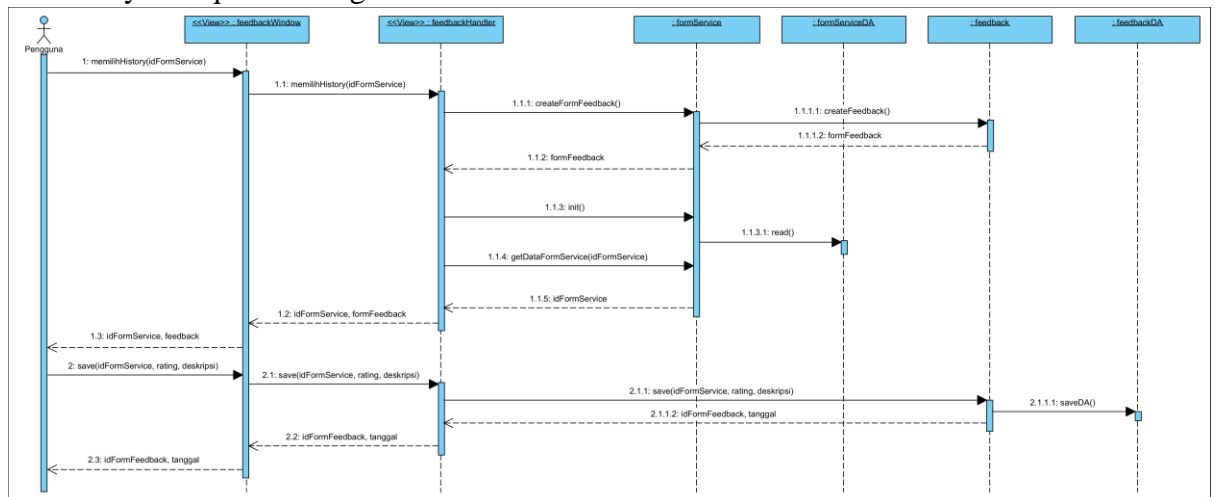 <<View>> : feedbackWindow
<<View>> : feedbackHandler
: formService
: formServiceDA
: feedback
: feedbackDA
Pengguna
1: memilihHistory(idFormService)
1.1: memilihHistory(idFormService)
1.1.1: createFormFeedback()
1.1.1.1: createFeedback()
1.1.1.2: formFeedback
1.1.2: formFeedback
1.1.3: init()
1.1.3.1: read()
1.1.4: getDataFormService(idFormService)
1.1.5: idFormService
1.2: idFormService, formFeedback
1.3: idFormService, feedback
2: save(idFormService, rating, deskripsi)
2.1: save(idFormService, rating, deskripsi)
2.1.1: save(idFormService, rating, deskripsi)
2.1.1.1: saveDA()
2.1.1.2: idFormFeedback, tanggal
2.2: idFormFeedback, tanggal
2.3: idFormFeedback, tanggal